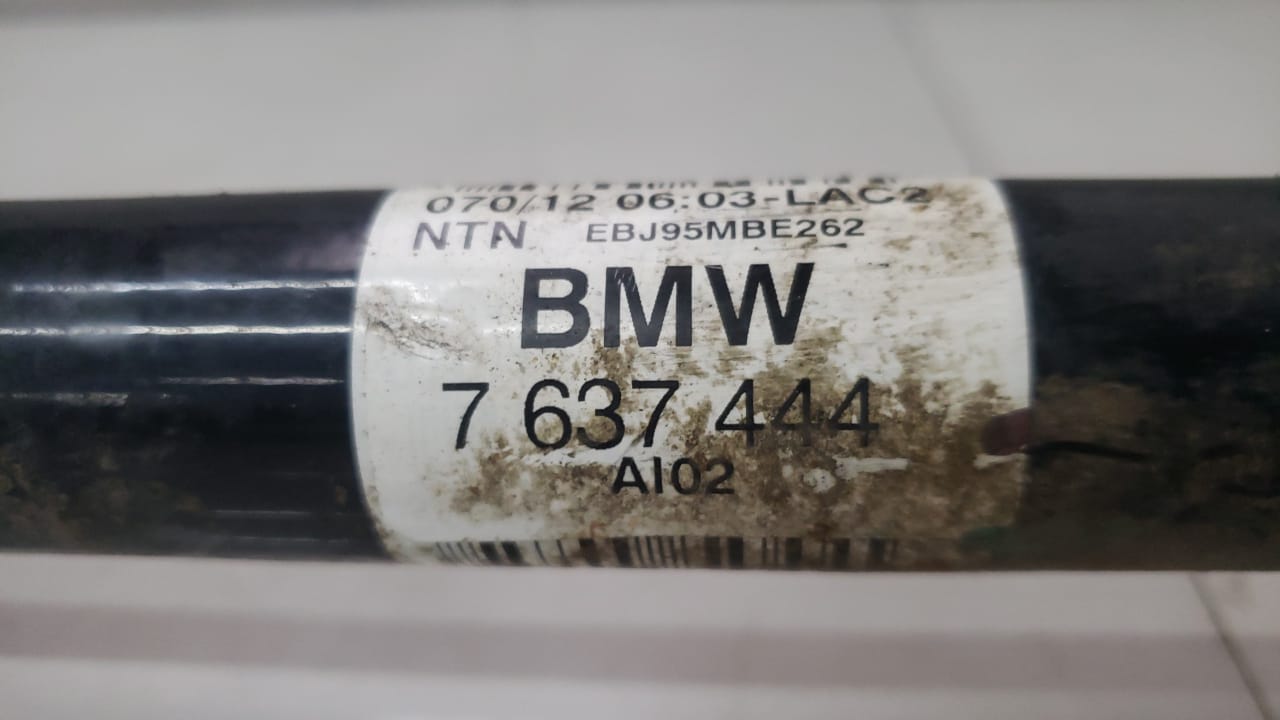 070/12 06:03-LAC2
NTN EBJ95MBE262
BMW
7 637 444
AI02